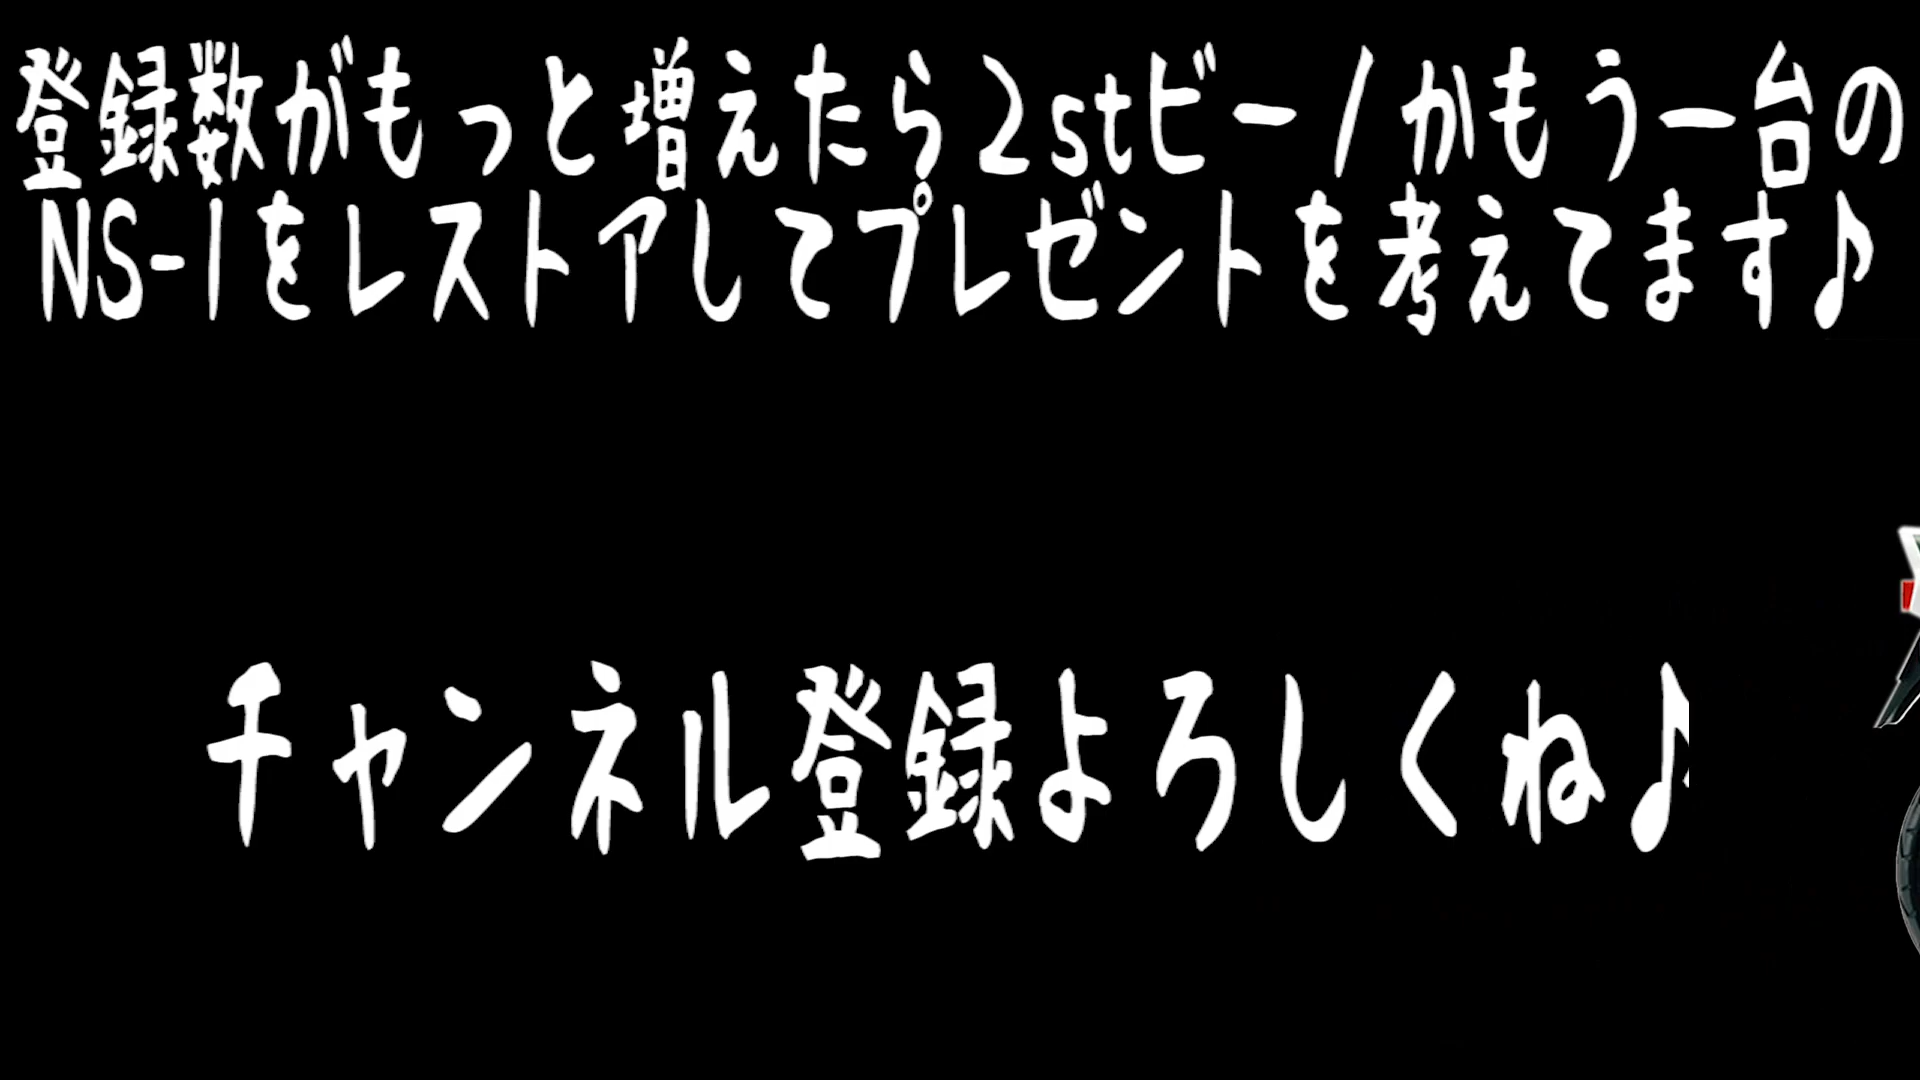 登録数がもっと増えたら2stビーノかもう一台の
NS-1をレストアしてプレゼントを考えてます♪
チャンネル登録よろしくね♪